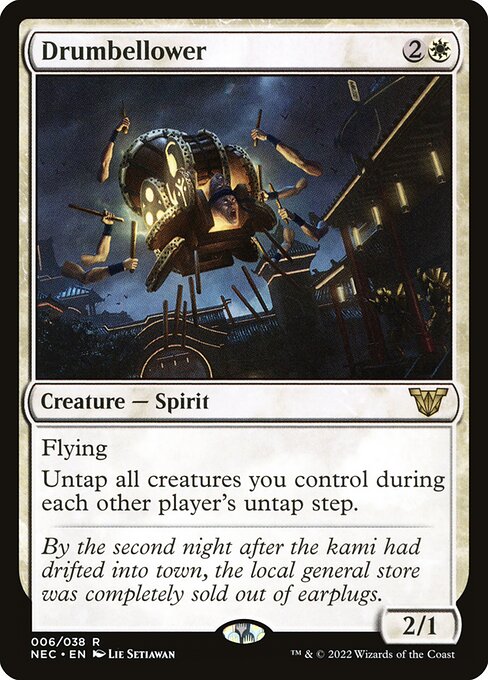 Drumbellower 2
Creature — Spirit
Flying
Untap all creatures you control during
each other player's untap step.
By the second night after the kami had
drifted into town, the local general store
was completely sold out of earplugs.
2/1
006/038 R
NEC • EN Lie Setiawan
™ & © 2022 Wizards of the Coast